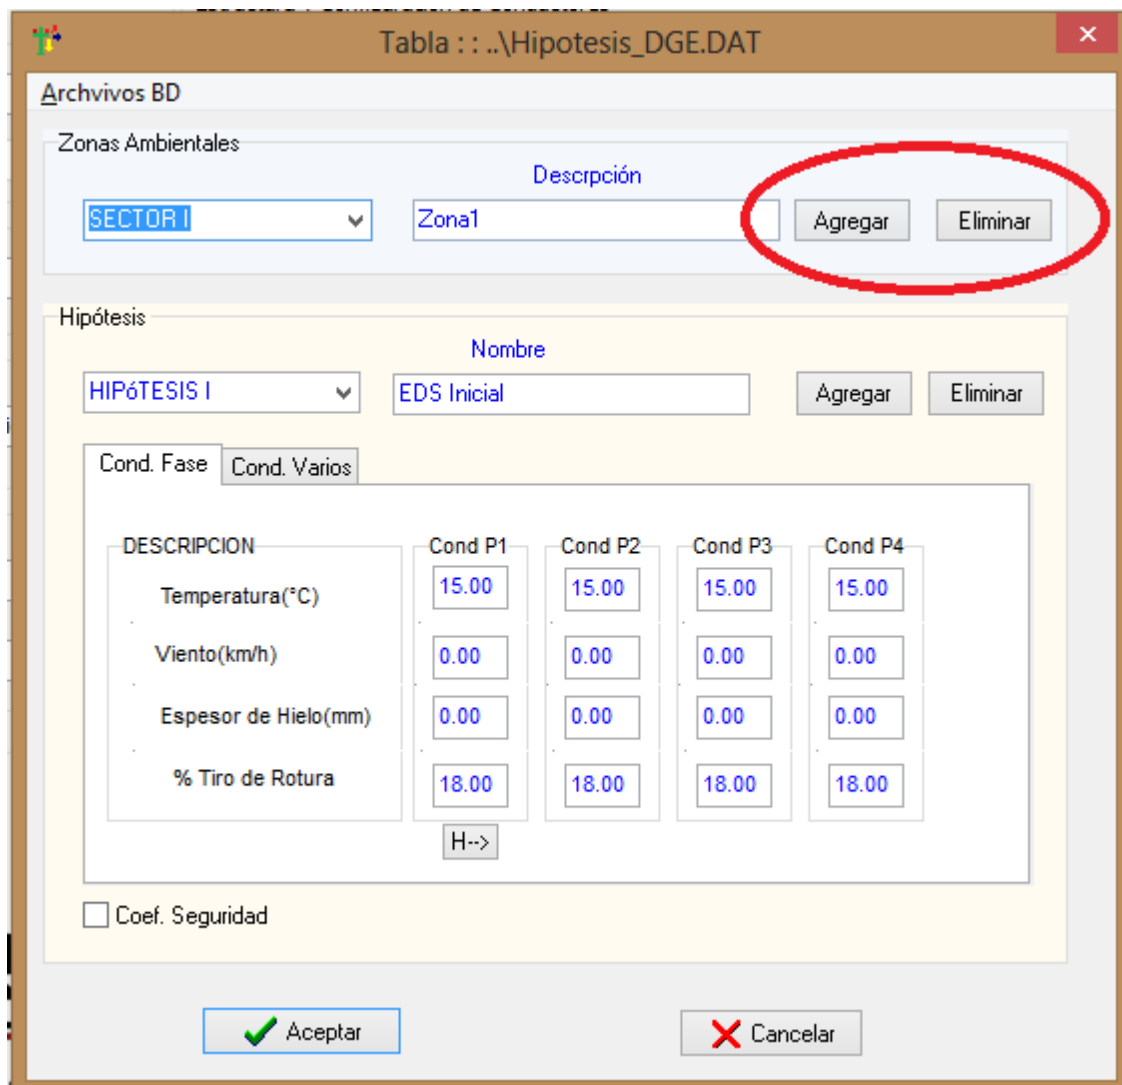 Tabla : : ..\Hipotesis_DGE.DAT
Archvivos BD
Zonas Ambientales
Descrpción
SECTOR I
Zona1
Agregar
Eliminar
Hipótesis
Nombre
HIPóTESIS I
EDS Inicial
Agregar
Eliminar
Cond. Fase
Cond. Varios
DESCRIPCION Cond P1 Cond P2 Cond P3 Cond P4
Temperatura(°C) 15.00 15.00 15.00 15.00
Viento(km/h) 0.00 0.00 0.00 0.00
Espesor de Hielo(mm) 0.00 0.00 0.00 0.00
% Tiro de Rotura 18.00 18.00 18.00 18.00
H-->
Coef. Seguridad
Aceptar
Cancelar